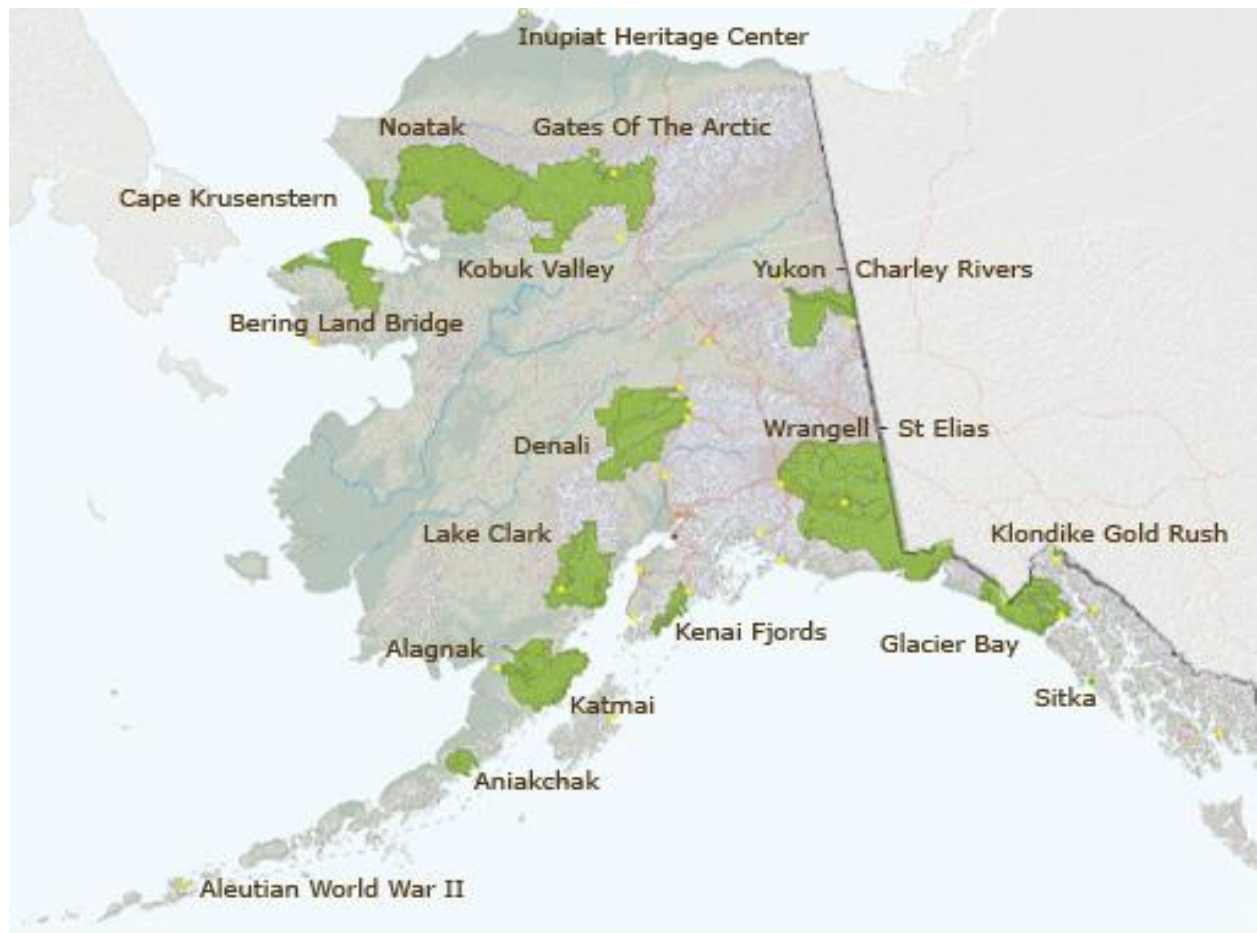 Inupiat Heritage Center
Noatak
Gates Of The Arctic
Cape Krusenstern
Kobuk Valley
Yukon - Charley Rivers
Bering Land Bridge
Denali
Wrangell - St Elias
Lake Clark
Klondike Gold Rush
Kenai Fjords
Glacier Bay
Alagnak
Sitka
Katmai
Aniakchak
Aleutian World War II